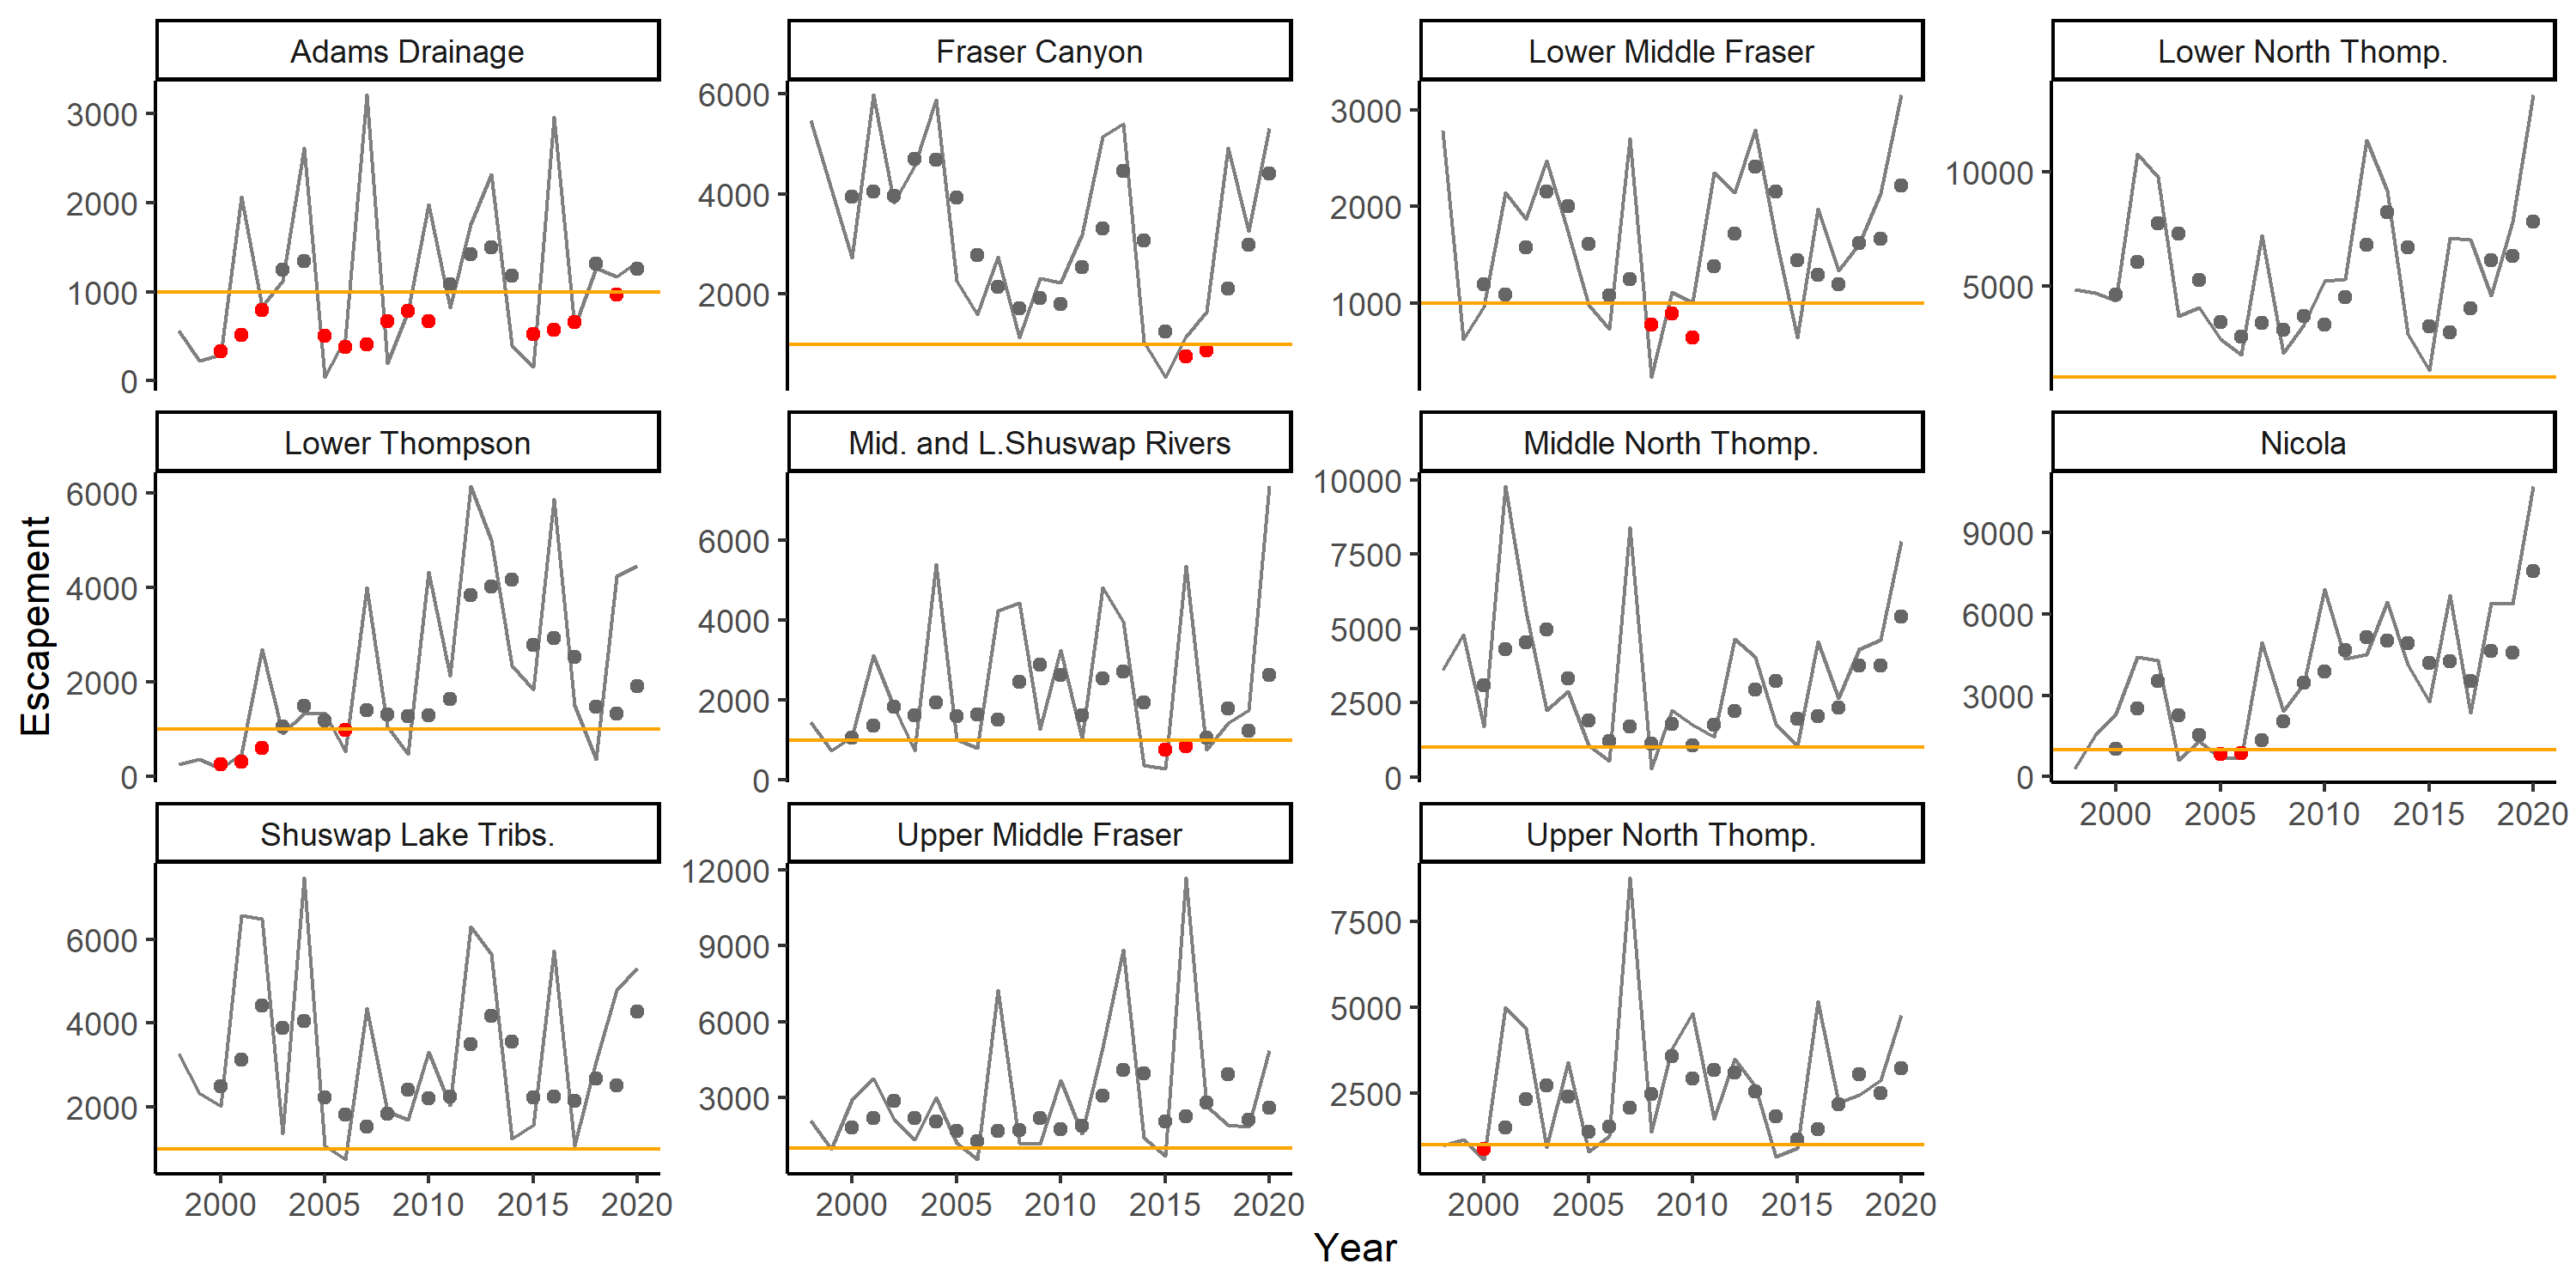 Adams Drainage
Fraser Canyon
Lower Middle Fraser
Lower North Thomp.
3000
2000
1000
0
6000
4000
2000
3000
2000
1000
10000
5000
Lower Thompson
Mid. and L.Shuswap Rivers
Middle North Thomp.
Nicola
6000
4000
2000
0
6000
4000
2000
0
10000
7500
5000
2500
0
9000
6000
3000
0
2000 2005 2010 2015 2020
Shuswap Lake Tribs.
Upper Middle Fraser
Upper North Thomp.
6000
4000
2000
12000
9000
6000
3000
7500
5000
2500
2000 2005 2010 2015 2020
2000 2005 2010 2015 2020
2000 2005 2010 2015 2020
Escapement
Year